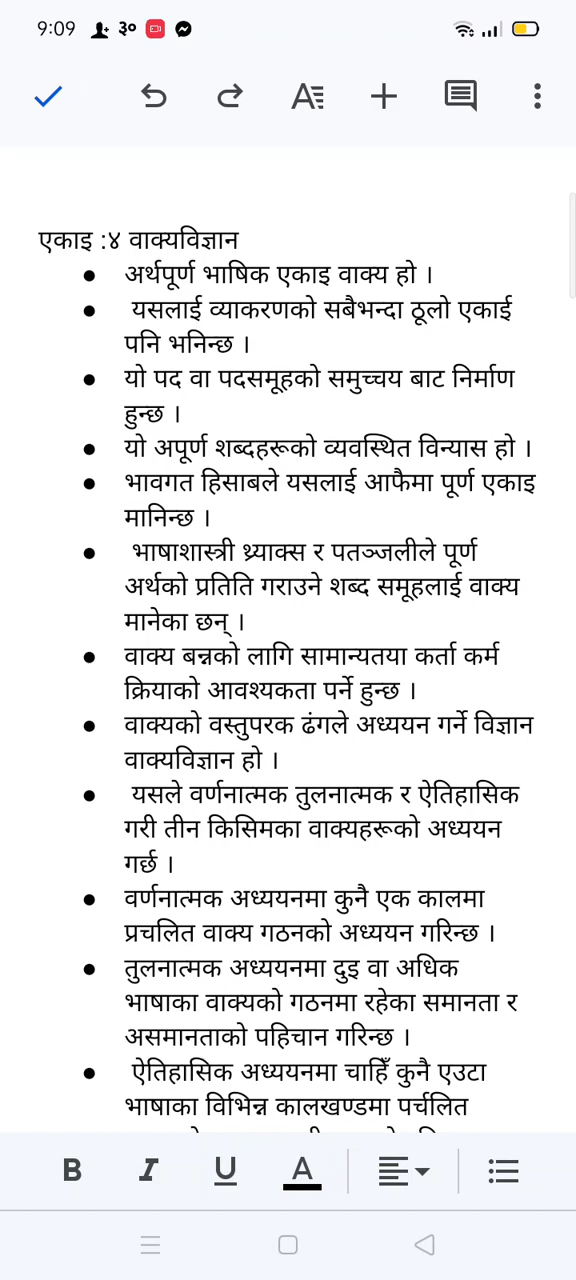 9:09 ३०
एकाइ :४ वाक्यविज्ञान
● अर्थपूर्ण भाषिक एकाइ वाक्य हो ।
● यसलाई व्याकरणको सबैभन्दा ठूलो एकाई
पनि भनिन्छ ।
● यो पद वा पदसमूहको समुच्चय बाट निर्माण
हुन्छ ।
● यो अपूर्ण शब्दहरूको व्यवस्थित विन्यास हो ।
● भावगत हिसाबले यसलाई आफैमा पूर्ण एकाइ
मानिन्छ ।
● भाषाशास्त्री थ्र्याक्स र पतञ्जलीले पूर्ण
अर्थको प्रतिति गराउने शब्द समूहलाई वाक्य
मानेका छन् ।
● वाक्य बन्नको लागि सामान्यतया कर्ता कर्म
क्रियाको आवश्यकता पर्ने हुन्छ ।
● वाक्यको वस्तुपरक ढंगले अध्ययन गर्ने विज्ञान
वाक्यविज्ञान हो ।
● यसले वर्णनात्मक तुलनात्मक र ऐतिहासिक
गरी तीन किसिमका वाक्यहरूको अध्ययन
गर्छ ।
● वर्णनात्मक अध्ययनमा कुनै एक कालमा
प्रचलित वाक्य गठनको अध्ययन गरिन्छ ।
● तुलनात्मक अध्ययनमा दुइ वा अधिक
भाषाका वाक्यको गठनमा रहेका समानता र
असमानताको पहिचान गरिन्छ ।
● ऐतिहासिक अध्ययनमा चाहिँ कुनै एउटा
भाषाका विभिन्न कालखण्डमा पर्चलित
B I U A